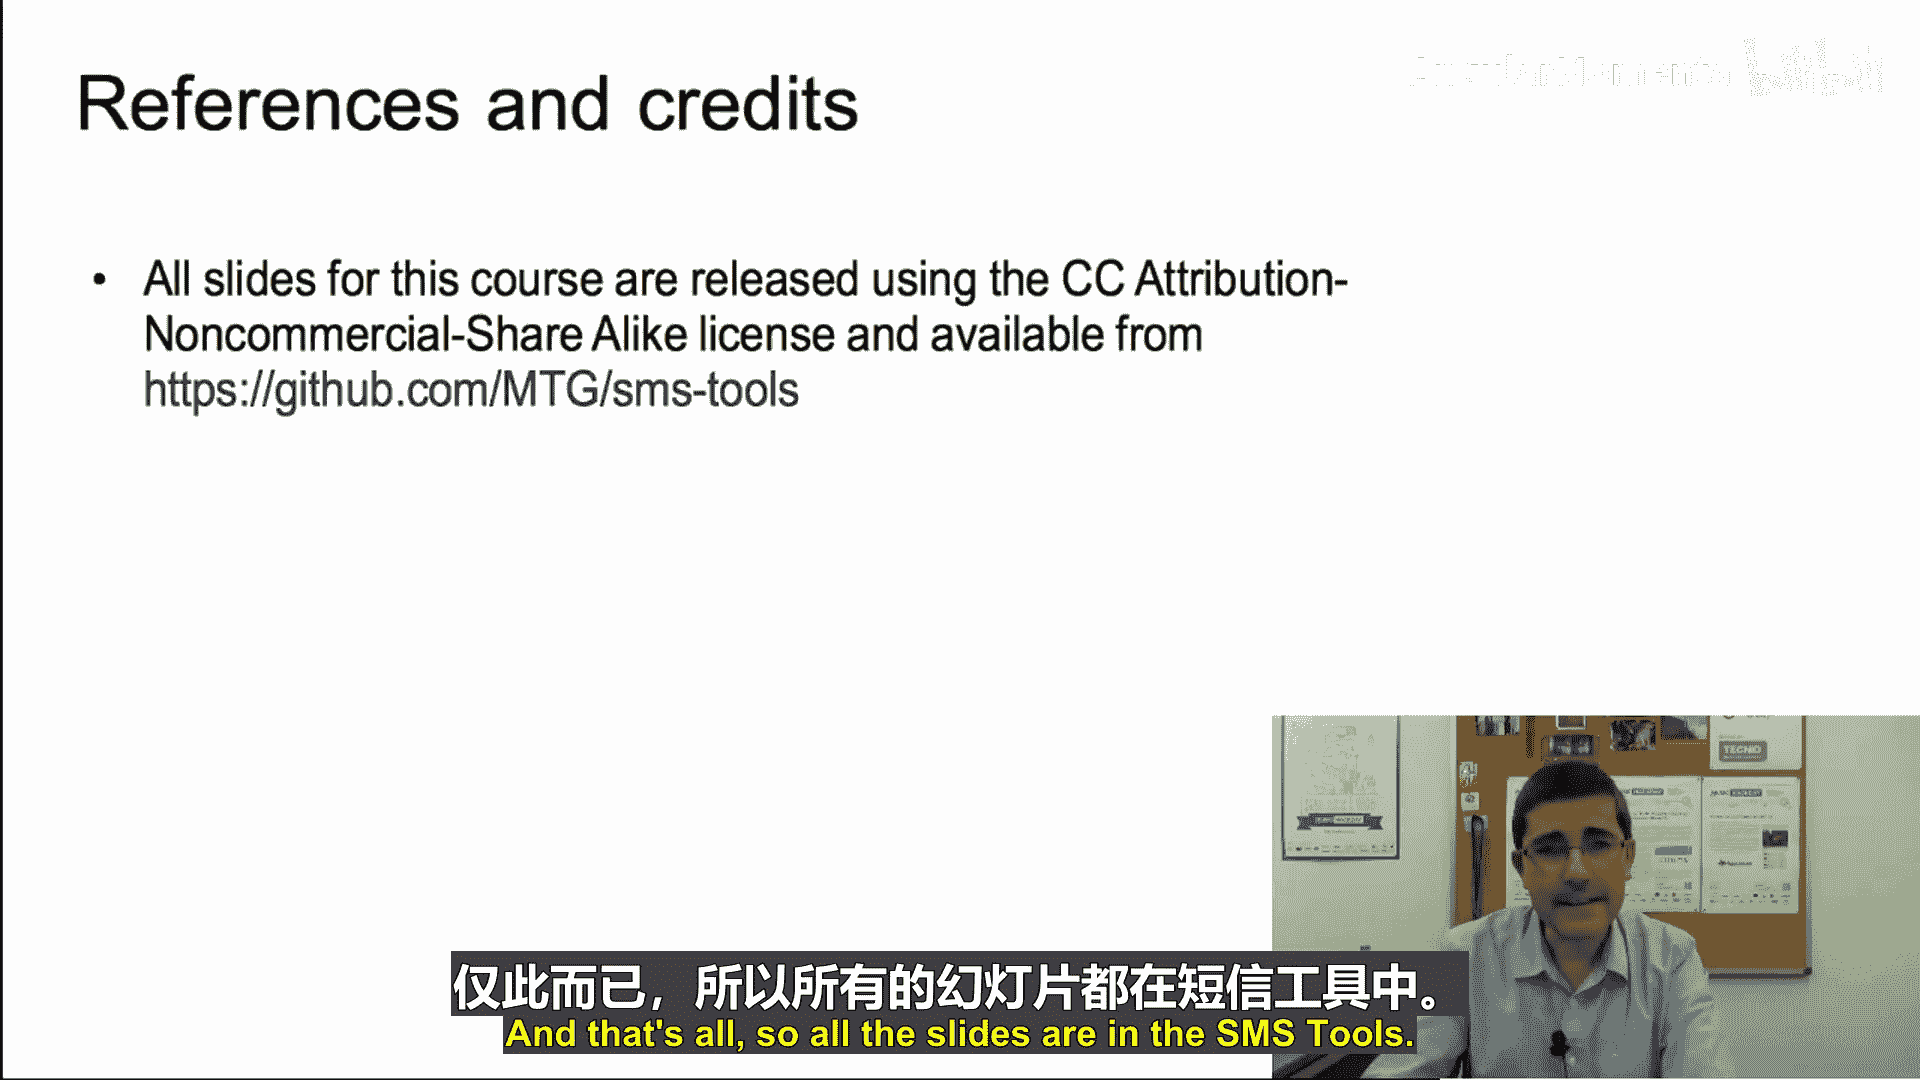 References and credits
• All slides for this course are released using the CC Attribution-
Noncommercial-Share Alike license and available from
https://github.com/MTG/sms-tools
TECNIO
仅此而已，所以所有的幻灯片都在短信工具中。
And that's all, so all the slides are in the SMS Tools.